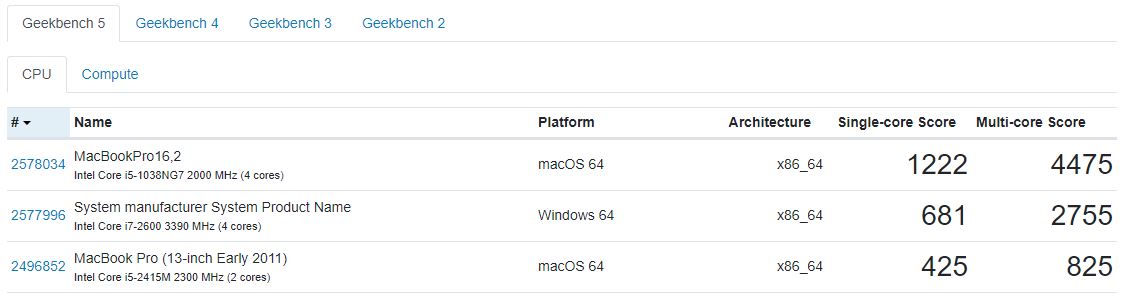 Geekbench 5 Geekbench 4 Geekbench 3 Geekbench 2
CPU Compute
# Name Platform Architecture Single-core Score Multi-core Score
2578034 MacBookPro16,2 macOS 64 x86_64 1222 4475
Intel Core i5-1038NG7 2000 MHz (4 cores)
2577996 System manufacturer System Product Name Windows 64 x86_64 681 2755
Intel Core i7-2600 3390 MHz (4 cores)
2496852 MacBook Pro (13-inch Early 2011) macOS 64 x86_64 425 825
Intel Core i5-2415M 2300 MHz (2 cores)